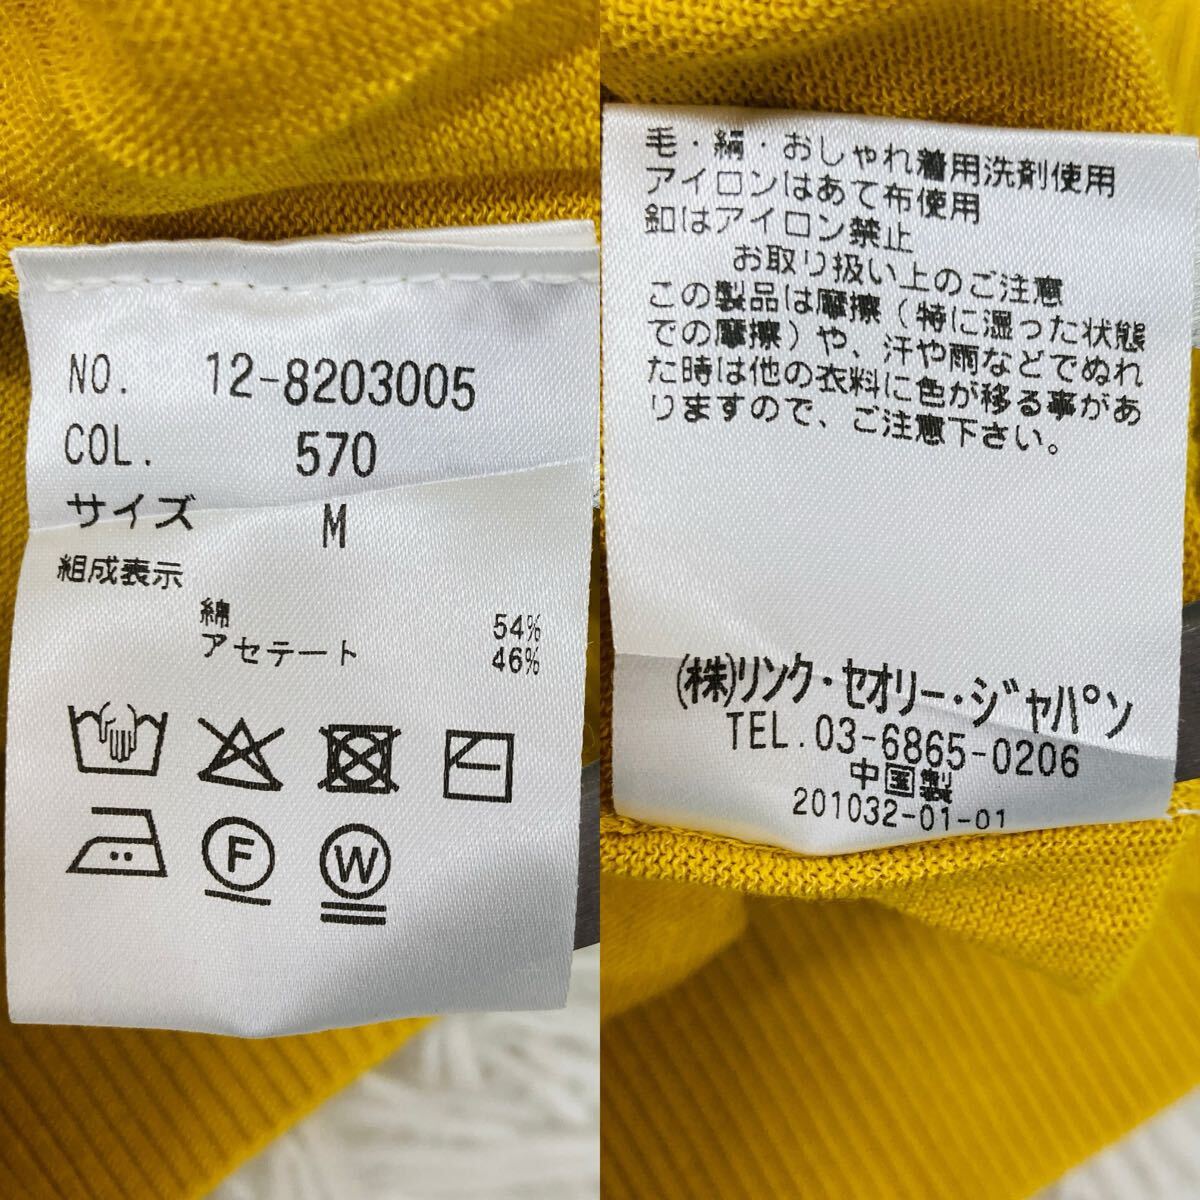 NO. 12-8203005
COL. 570
サイズ M
組成表示
綿 54%
アセテート 46%
F
W
毛・絹・おしゃれ着用洗剤使用
アイロンはあて布使用
釦はアイロン禁止
お取り扱い上のご注意
この製品は摩擦(特に湿った状態
での摩擦)や、汗や雨などでぬれ
た時は他の衣料に色が移る事があ
りますので、ご注意下さい。
(株)リンク・セオリー・ジャパン
TEL.03-6865-0206
中国製
201032-01-01